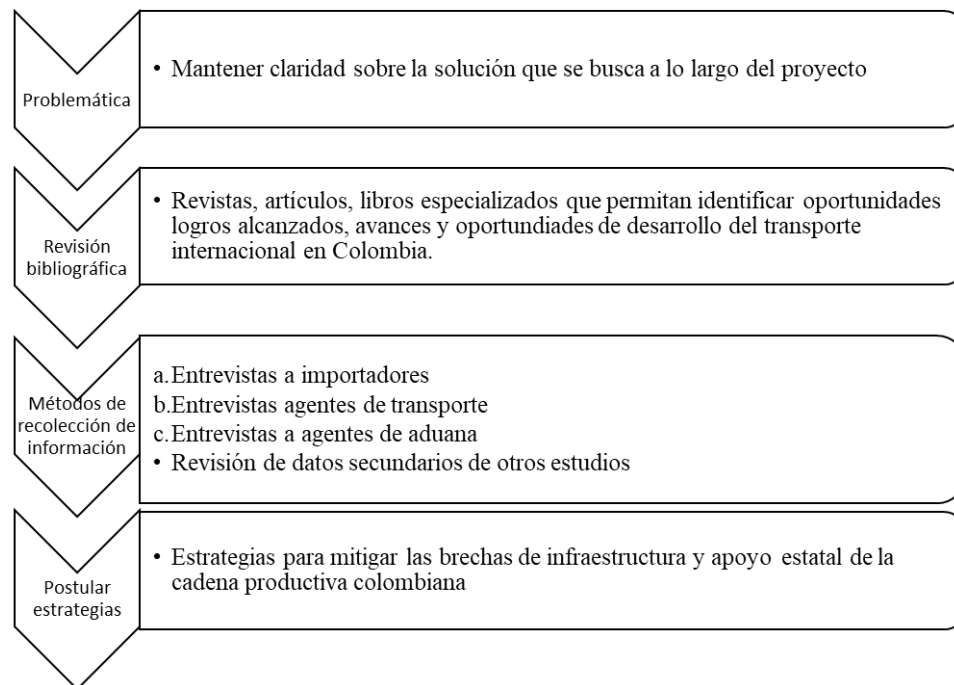 Problemática
• Mantener claridad sobre la solución que se busca a lo largo del proyecto
Revisión
bibliográfica
• Revistas, artículos, libros especializados que permitan identificar oportunidades
logros alcanzados, avances y oportundiades de desarrollo del transporte
internacional en Colombia.
Métodos de
recolección de
información
a.Entrevistas a importadores
b.Entrevistas agentes de transporte
c.Entrevistas a agentes de aduana
• Revisión de datos secundarios de otros estudios
Postular
estrategias
• Estrategias para mitigar las brechas de infraestructura y apoyo estatal de la
cadena productiva colombiana